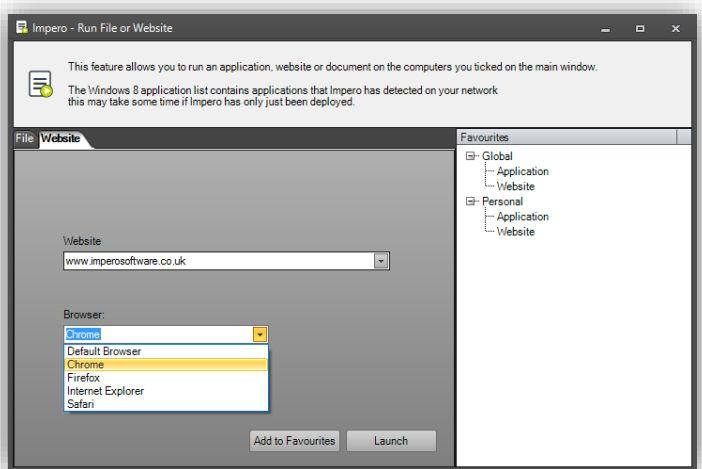 Impero - Run File or Website
This feature allows you to run an application, website or document on the computers you ticked on the main window.
The Windows 8 application list contains applications that Impero has detected on your network
this may take some time if Impero has only just been deployed.
File Website
Website
www.imperosoftware.co.uk
Browser:
Chrome
Default Browser
Chrome
Firefox
Internet Explorer
Safari
Add to Favourites Launch
Favourites
Global
Application
Website
Personal
Application
Website